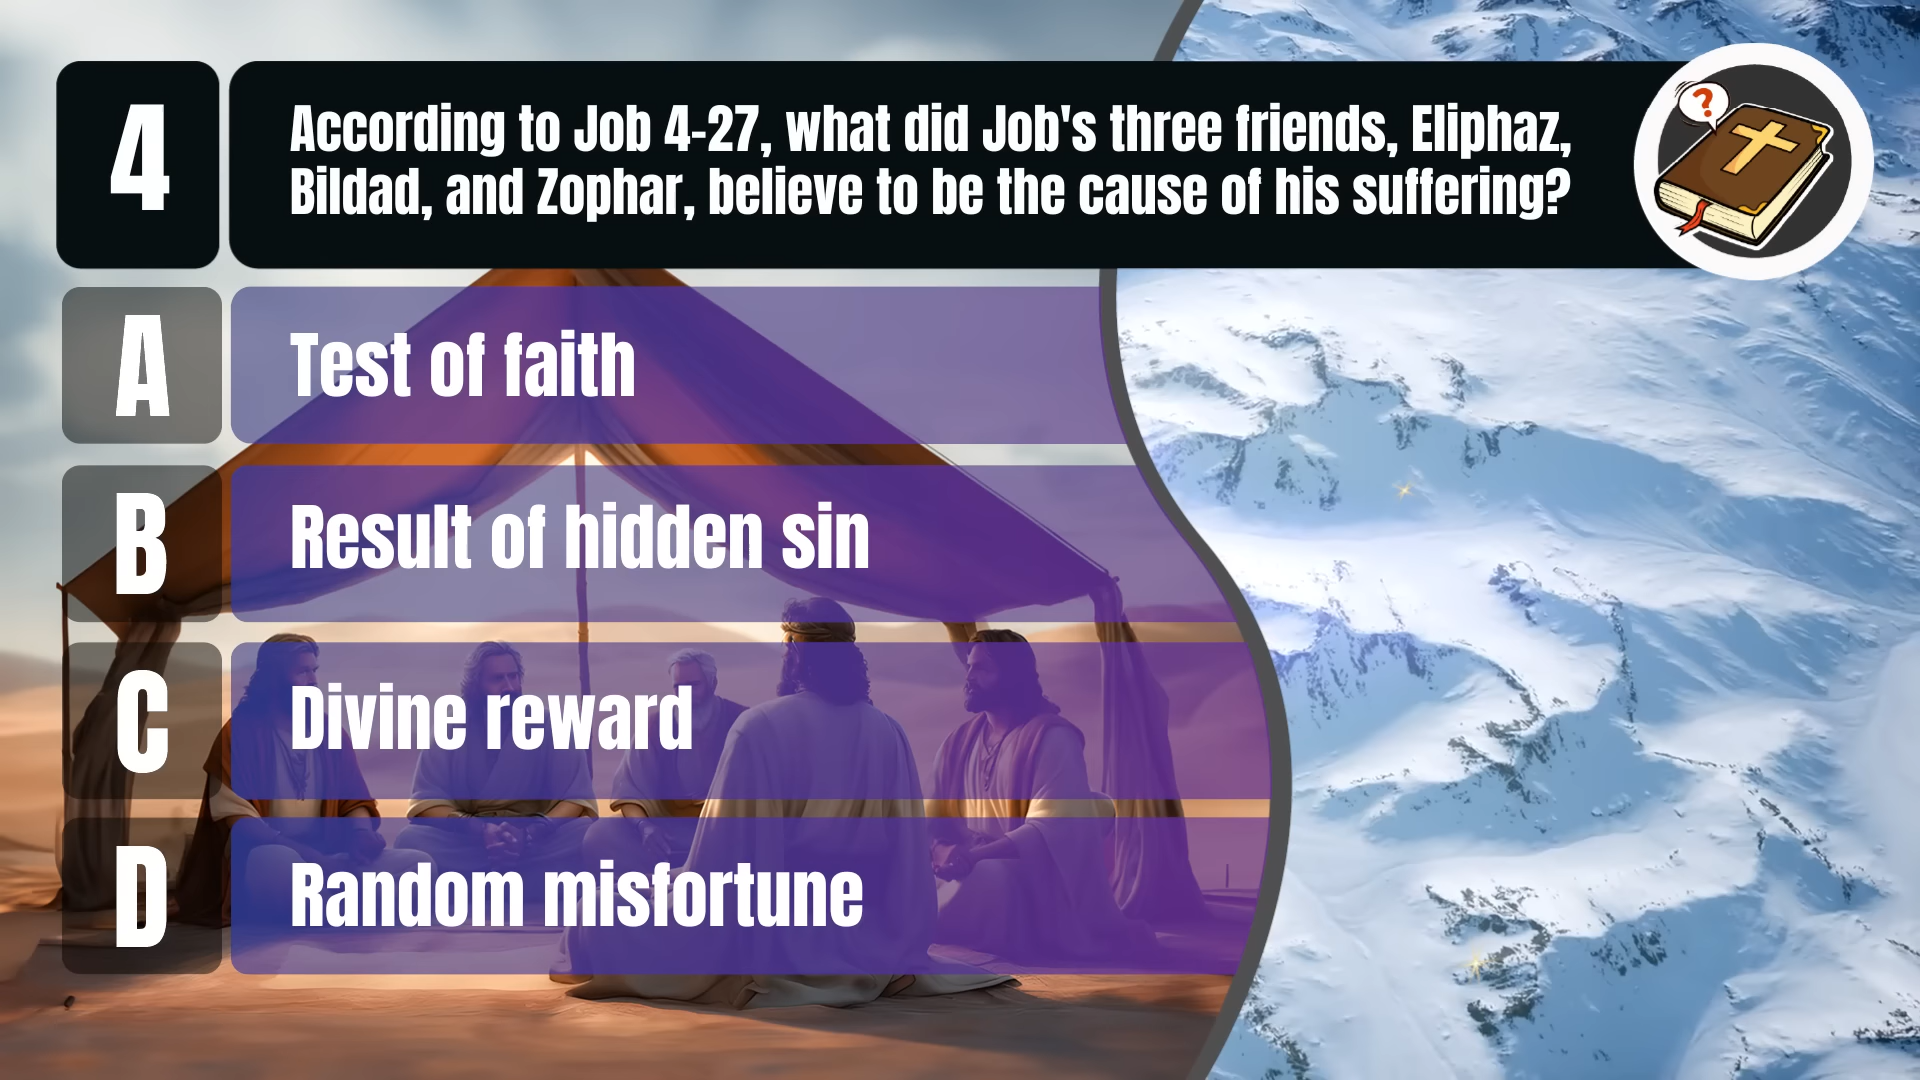 4
According to Job 4-27, what did Job's three friends, Eliphaz,
Bildad, and Zophar, believe to be the cause of his suffering?
?
A
Test of faith
B
Result of hidden sin
C
Divine reward
D
Random misfortune